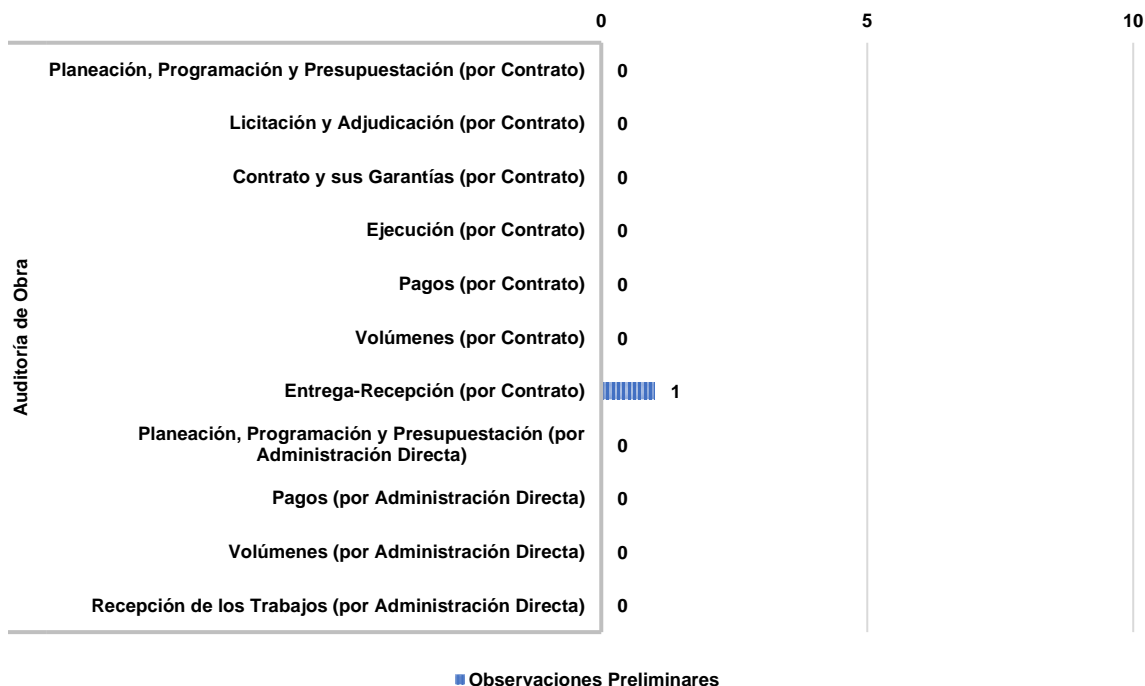 0 5 10
Planeación, Programación y Presupuestación (por Contrato) 0
Licitación y Adjudicación (por Contrato) 0
Contrato y sus Garantías (por Contrato) 0
Ejecución (por Contrato) 0
Pagos (por Contrato) 0
Volúmenes (por Contrato) 0
Entrega-Recepción (por Contrato) 1
Planeación, Programación y Presupuestación (por
Administración Directa) 0
Pagos (por Administración Directa) 0
Volúmenes (por Administración Directa) 0
Recepción de los Trabajos (por Administración Directa) 0
Auditoría de Obra
Observaciones Preliminares